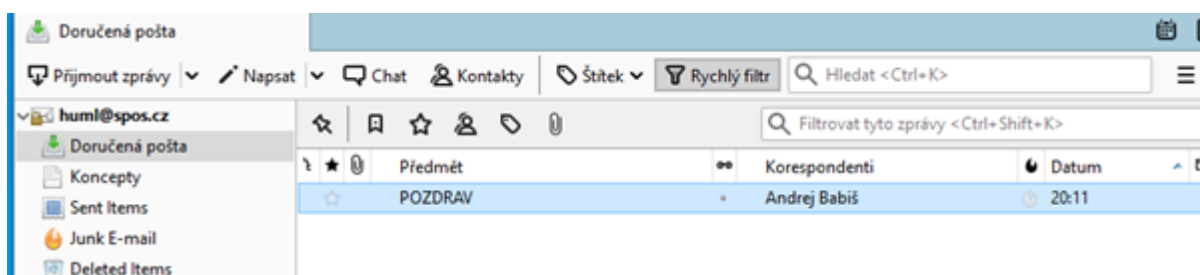 Doručená pošta
Přijmout zprávy Napsat Chat Kontakty Štítek Rychlý filtr Hledat <Ctrl+K>
huml@spos.cz
Filtrovat tyto zprávy <Ctrl+Shift+K>
Doručená pošta
Předmět Korespondenti Datum
Koncepty
POZDRAV Andrej Babiš 20:11
Sent Items
Junk E-mail
Deleted Items